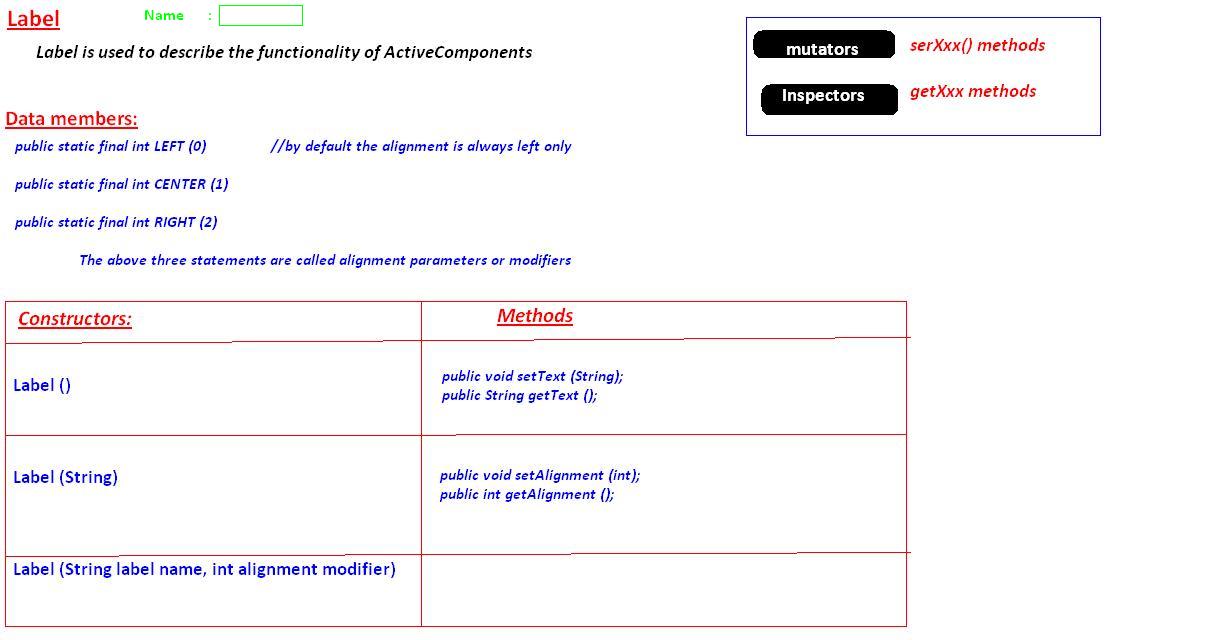 Label
Name :
Label is used to describe the functionality of ActiveComponents
mutators serXxx() methods
Inspectors getXxx methods
Data members:
public static final int LEFT (0) //by default the alignment is always left only
public static final int CENTER (1)
public static final int RIGHT (2)
The above three statements are called alignment parameters or modifiers
Constructors: Methods
Label () 
public void setText (String);
public String getText ();
Label (String)
public void setAlignment (int);
public int getAlignment ();
Label (String label name, int alignment modifier)